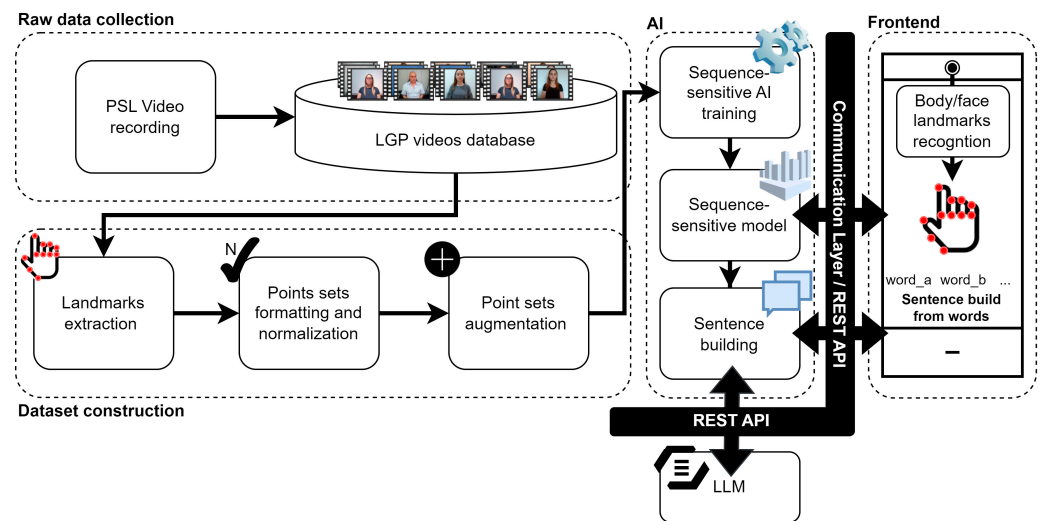 Raw data collection
PSL Video
recording
LGP videos database
Landmarks
extraction
N
Points sets
formatting and
normalization
Point sets
augmentation
Dataset construction
AI
Sequence-
sensitive AI
training
Sequence-
sensitive model
Sentence
building
Communication Layer / REST API
REST API
LLM
Frontend
Body/face
landmarks
recogntion
word_a word_b ...
Sentence build
from words